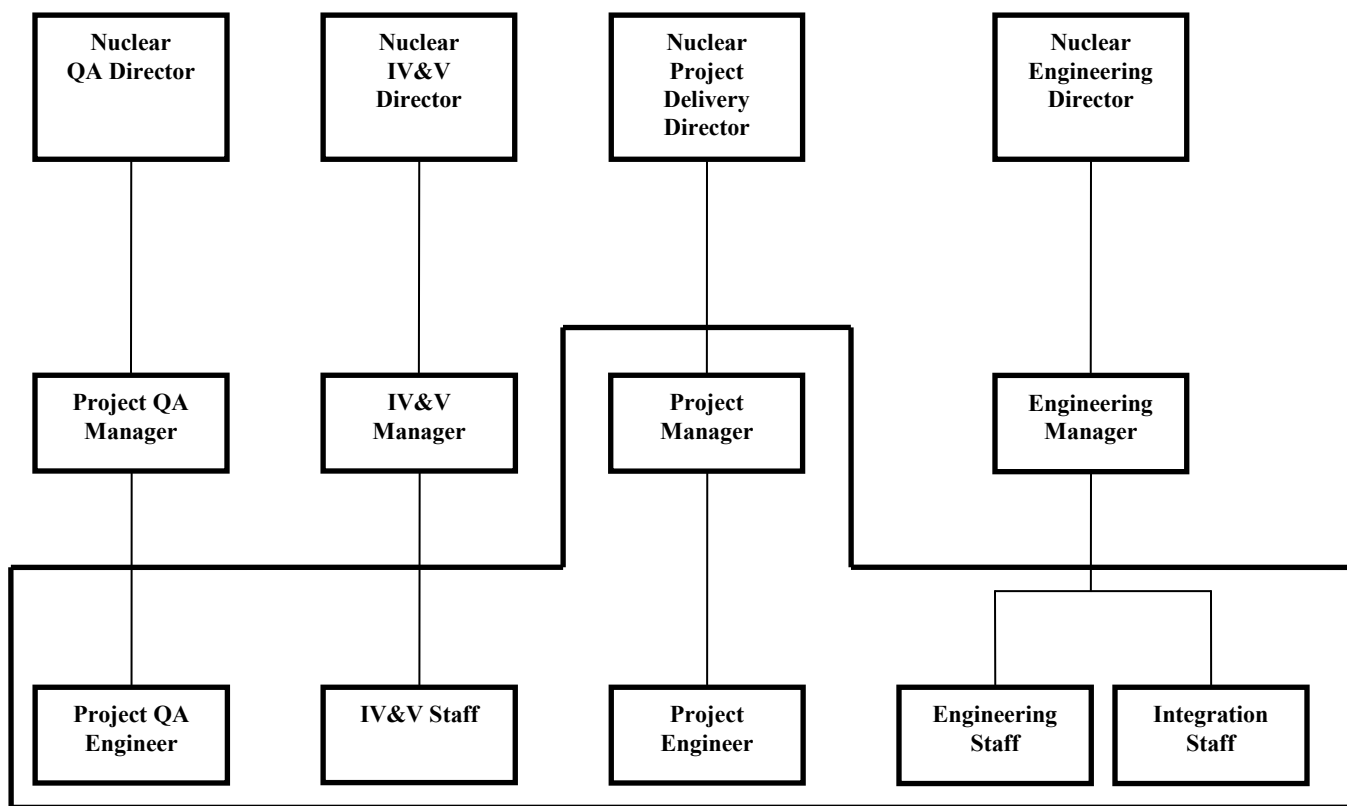 Nuclear
QA Director
Nuclear
IV&V
Director
Nuclear
Project
Delivery
Director
Nuclear
Engineering
Director
Project QA
Manager
IV&V
Manager
Project
Manager
Engineering
Manager
Project QA
Engineer
IV&V Staff
Project
Engineer
Engineering
Staff
Integration
Staff